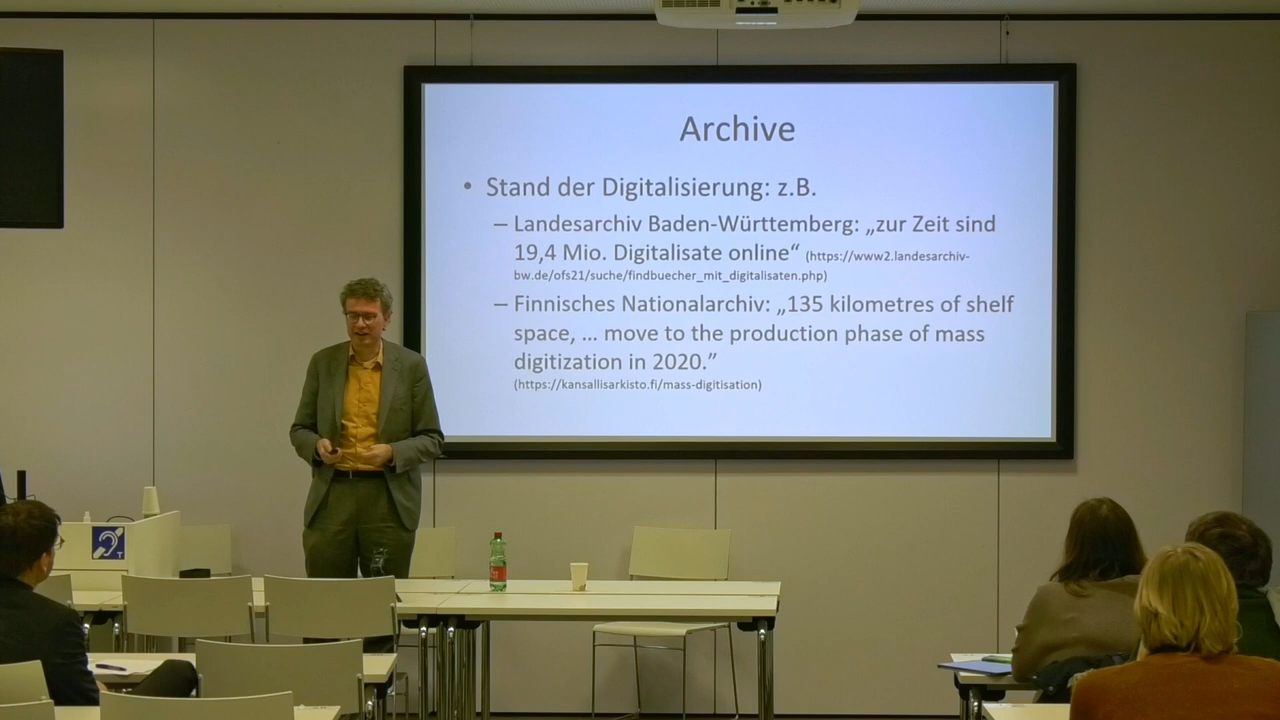 Archive
• Stand der Digitalisierung: z.B.
– Landesarchiv Baden-Württemberg: „zur Zeit sind
19,4 Mio. Digitalisate online“ (https://www2.landesarchiv-
bw.de/ofs21/suche/findbuecher_mit_digitalisaten.php)
– Finnisches Nationalarchiv: „135 kilometres of shelf
space, ... move to the production phase of mass
digitization in 2020.”
(https://kansallisarkisto.fi/mass-digitisation)
T